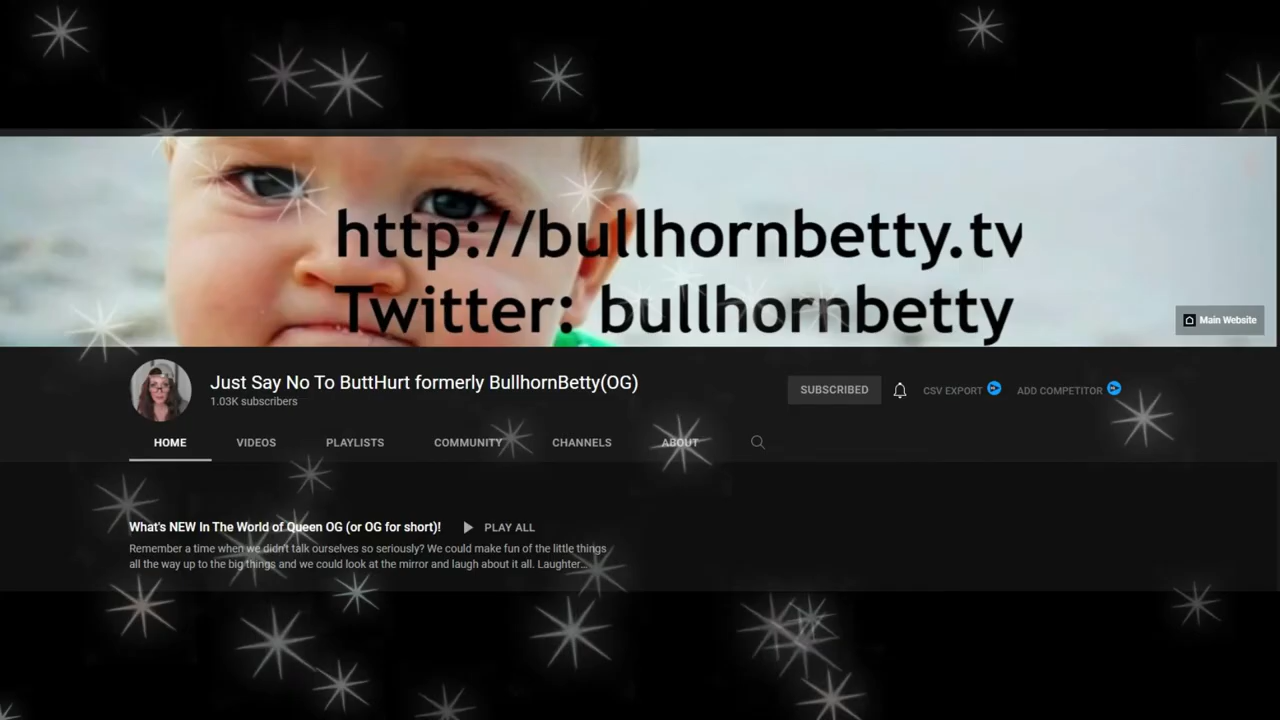 http://bullhornbetty.tv
Twitter: bullhornbetty
Main Website
Just Say No To ButtHurt formerly BullhornBetty(OG)
1.03K subscribers
SUBSCRIBED
CSV EXPORT
ADD COMPETITOR
HOME
VIDEOS
PLAYLISTS
COMMUNITY
CHANNELS
ABOUT
What's NEW In The World of Queen OG (or OG for short)!
PLAY ALL
Remember a time when we didn't talk ourselves so seriously? We could make fun of the little things
all the way up to the big things and we could look at the mirror and laugh about it all. Laughter...